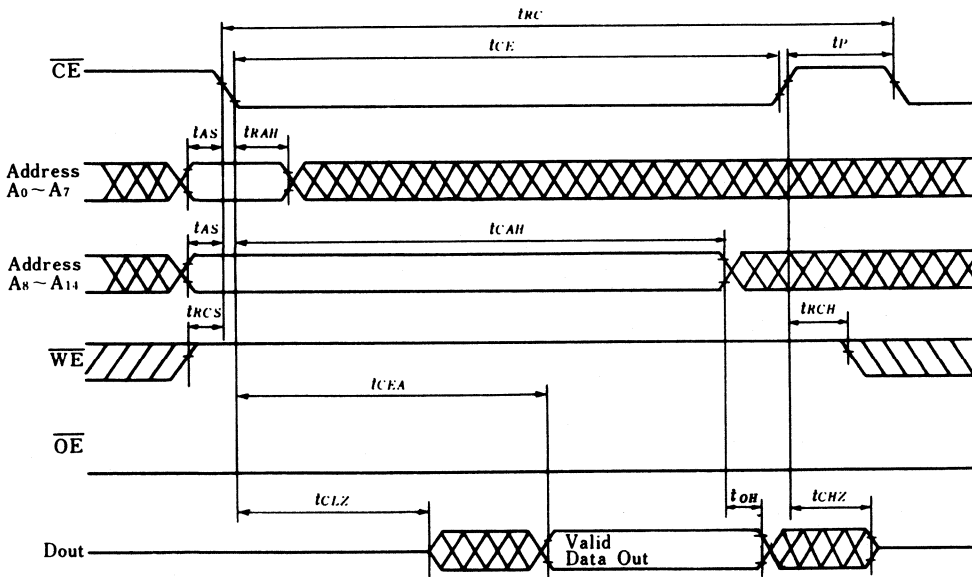 tRC
tCE
tP
CE
tAS
tRAH
Address
A0~A7
tAS
tCAH
Address
A8~A14
tRCS
tRCH
WE
tCEA
OE
tCLZ
tOH
tCHZ
Dout
Valid
Data Out